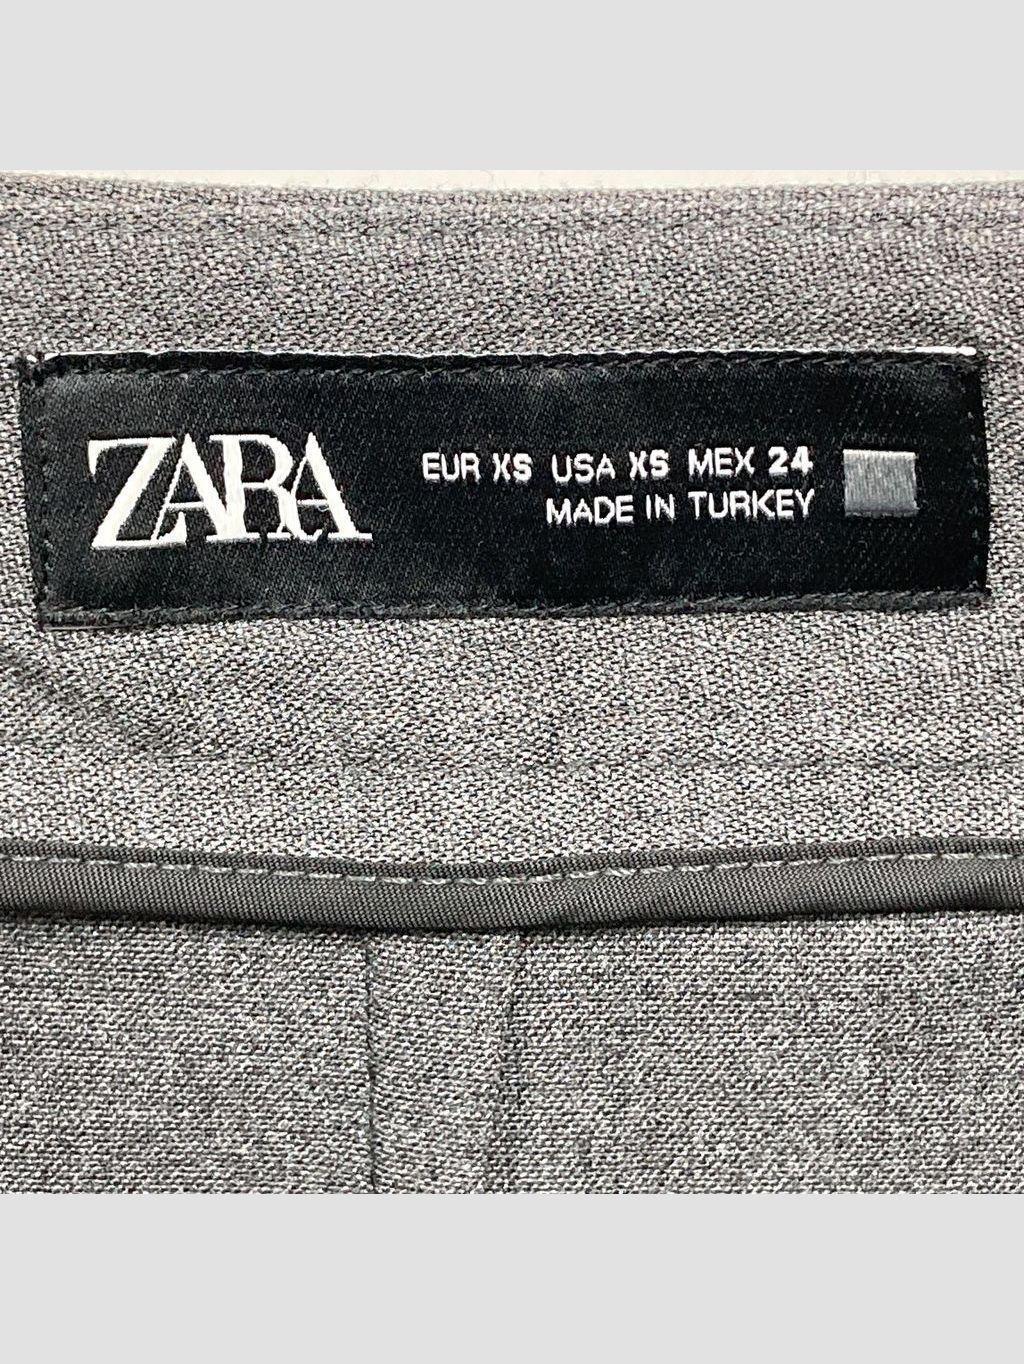 ZARA
EUR XS USA XS MEX 24
MADE IN TURKEY